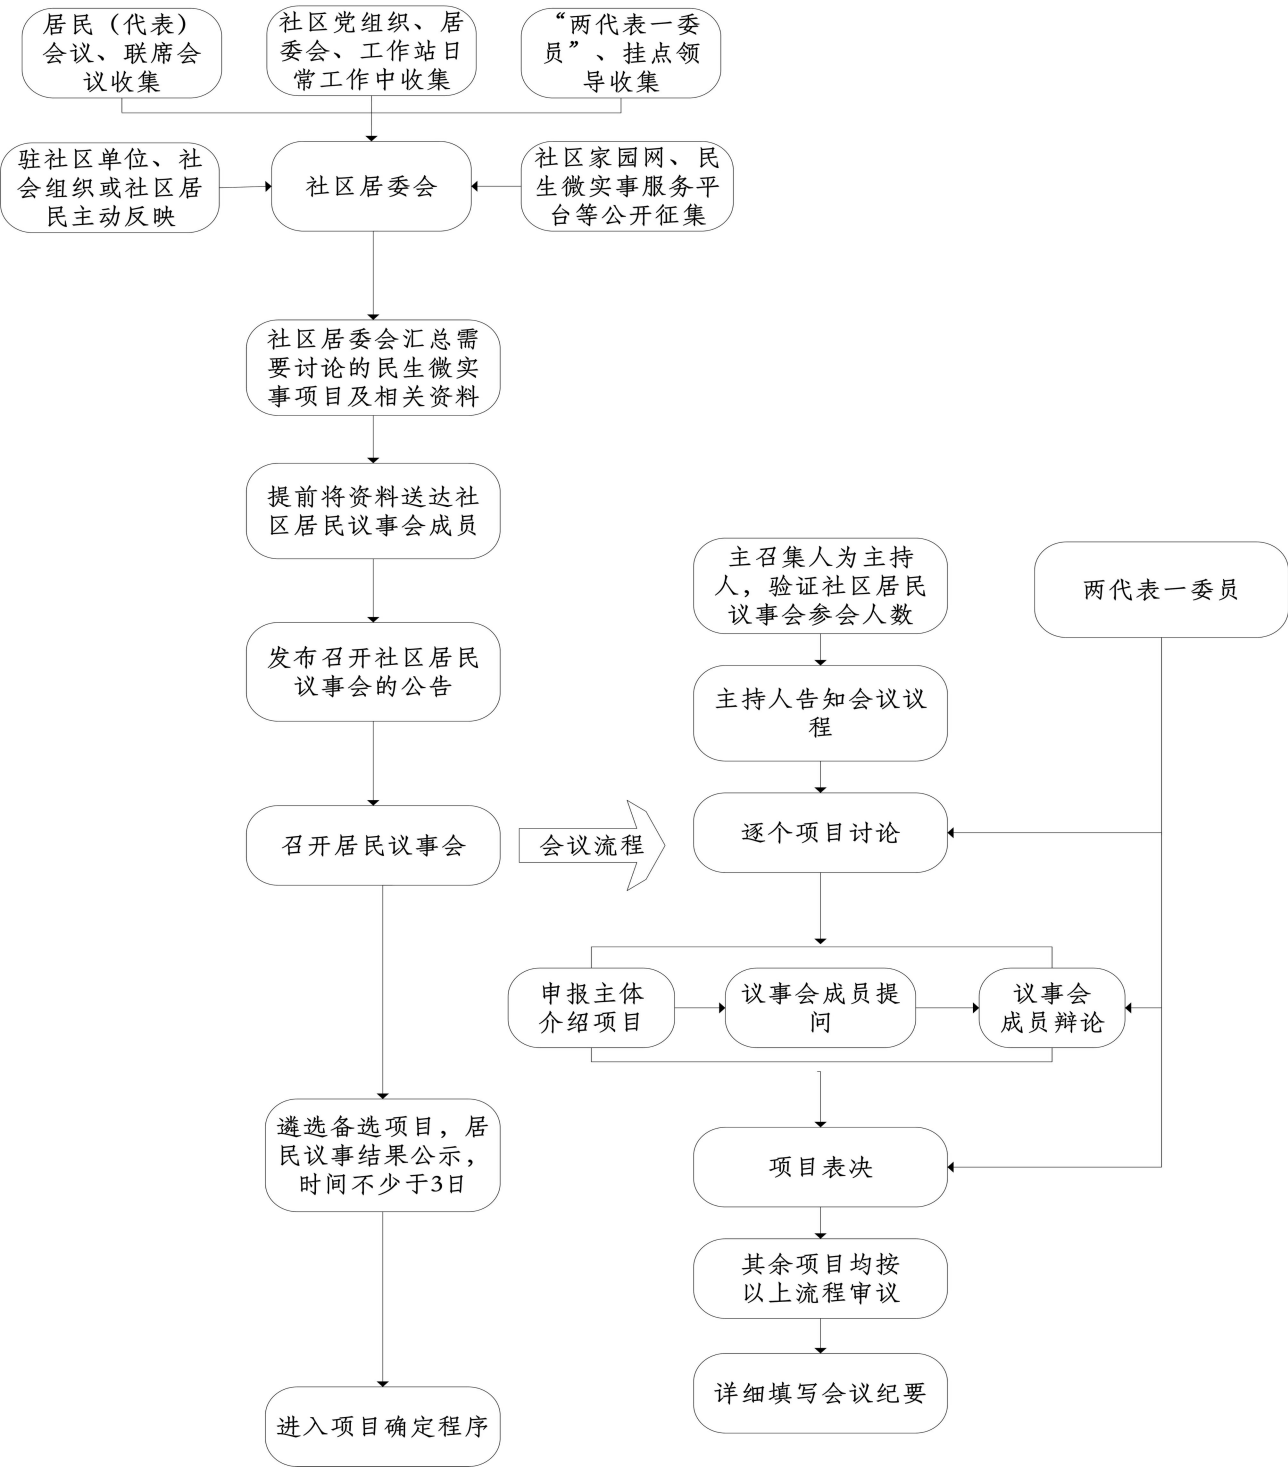 居民（代表）
会议、联席会
议收集
社区党组织、居
委会、工作站日
常工作中收集
“两代表一委
员”、挂点领
导收集
驻社区单位、社
会组织或社区居
民主动反映
社区居委会
社区家园网、民
生微实事服务平
台等公开征集
社区居委会汇总需
要讨论的民生微实
事项目及相关资料
提前将资料送达社
区居民议事会成员
发布召开社区居民
议事会的公告
召开居民议事会
会议流程
遴选备选项目，居
民议事结果公示，
时间不少于3日
进入项目确定程序
主召集人为主持
人，验证社区居民
议事会参会人数
两代表一委员
主持人告知会议议
程
逐个项目讨论
申报主体
介绍项目
议事会成员提
问
议事会
成员辩论
项目表决
其余项目均按
以上流程审议
详细填写会议纪要